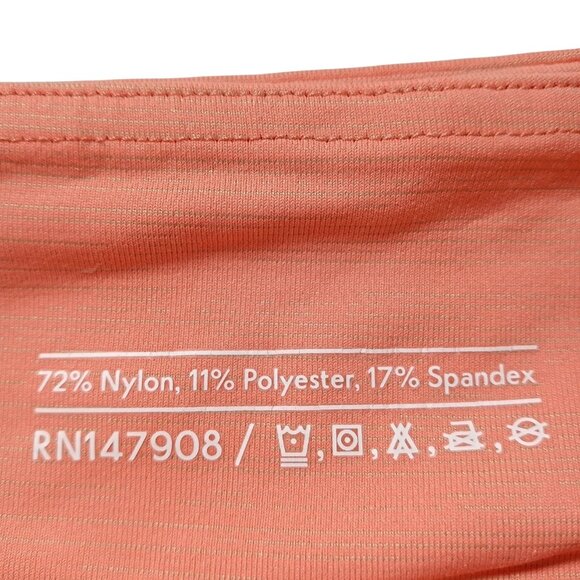 72% Nylon, 11% Polyester, 17% Spandex
RN147908 /